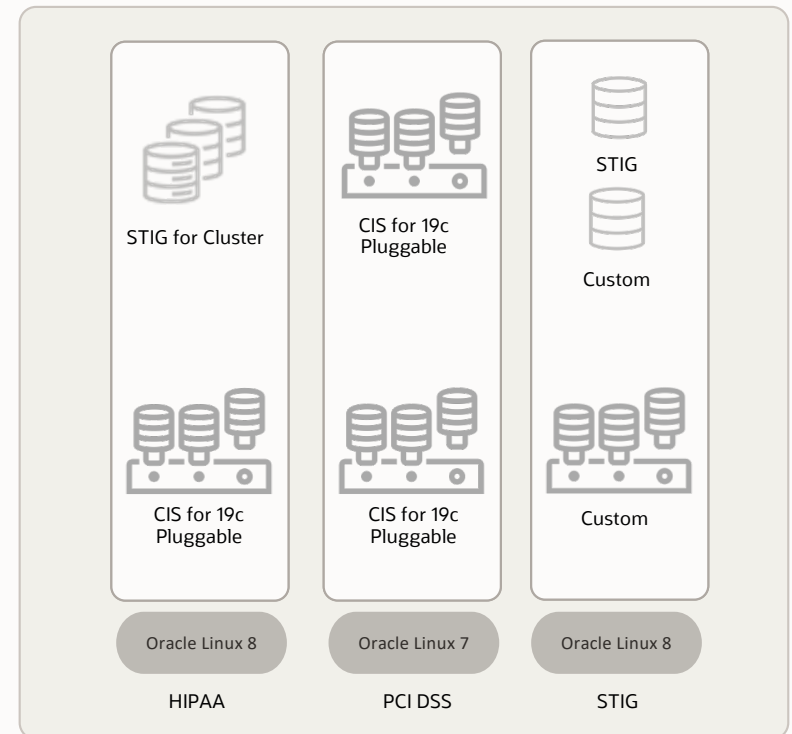 STIG for Cluster
CIS for 19c
Pluggable
Oracle Linux 8
HIPAA
CIS for 19c
Pluggable
CIS for 19c
Pluggable
Oracle Linux 7
PCI DSS
STIG
Custom
Custom
Oracle Linux 8
STIG